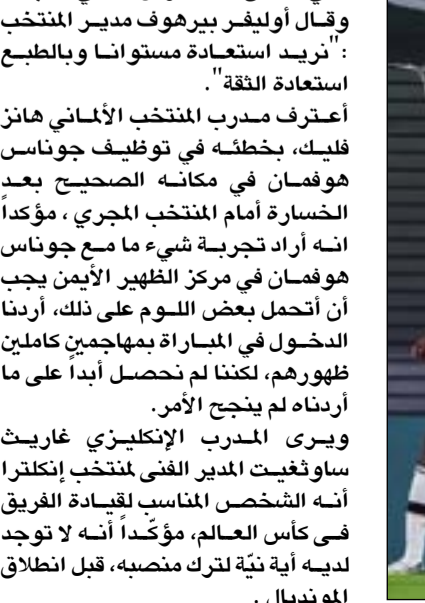 وقال أوليفر بيرهوف مدير المنتخب
:"نريد استعادة مستوانا وبالطبع
استعادة الثقة".
أعترف مدرب المنتخب الألماني هانز
فليك، بخطئه في توظيف جوناس
هوفمان في مكانه الصحيح بعد
الخسارة أمام المنتخب المجري ، مؤكداً
انه أراد تجربة شيء ما مع جوناس
هوفمان في مركز الظهير الأيمن يجب
أن أتحمل بعض اللوم على ذلك، أردنا
الدخول في المباراة بمهاجمين كاملين
ظهورهم، لكننا لم نحصل أبداً على ما
أردناه لم ينجح الأمر.
ويرى المدرب الإنكليزي غاريث
ساوثغيت المدير الفنى لمنتخب إنكلترا
أنه الشخص المناسب لقيادة الفريق
فى كأس العالم، مؤكّداً أنه لا توجد
لديه أية نيّة لترك منصبه، قبل انطلاق
المونديال .